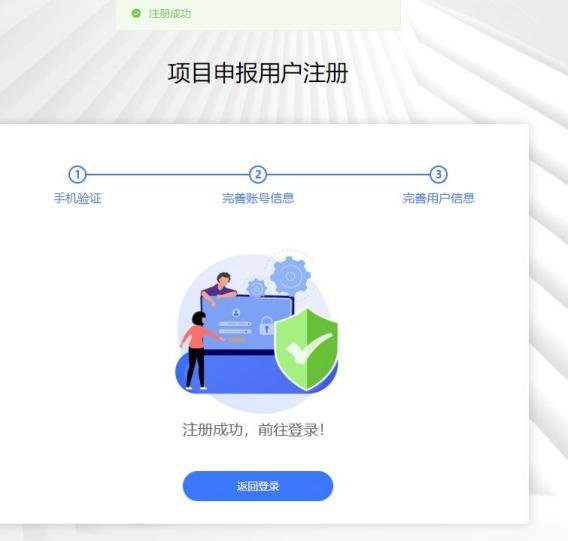 注册成功
项目申报用户注册
1
2
3
手机验证
完善账号信息
完善用户信息
注册成功，前往登录！
返回登录